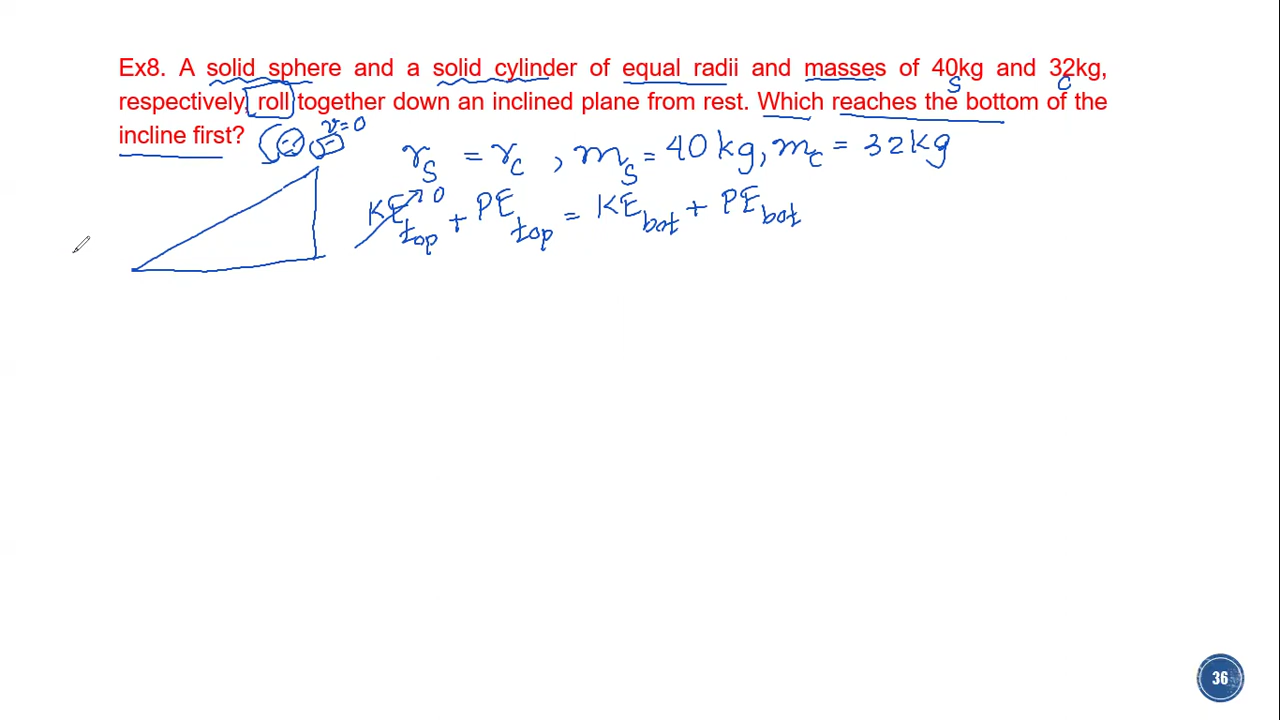 Ex8. A solid sphere and a solid cylinder of equal radii and masses of 40kg and 32kg,
S C
respectively, roll together down an inclined plane from rest. Which reaches the bottom of the
incline first?
v=0
r_S = r_C , m_S = 40 kg, m_C = 32kg
KE_top → 0 + PE_top = KE_bot + PE_bot
36